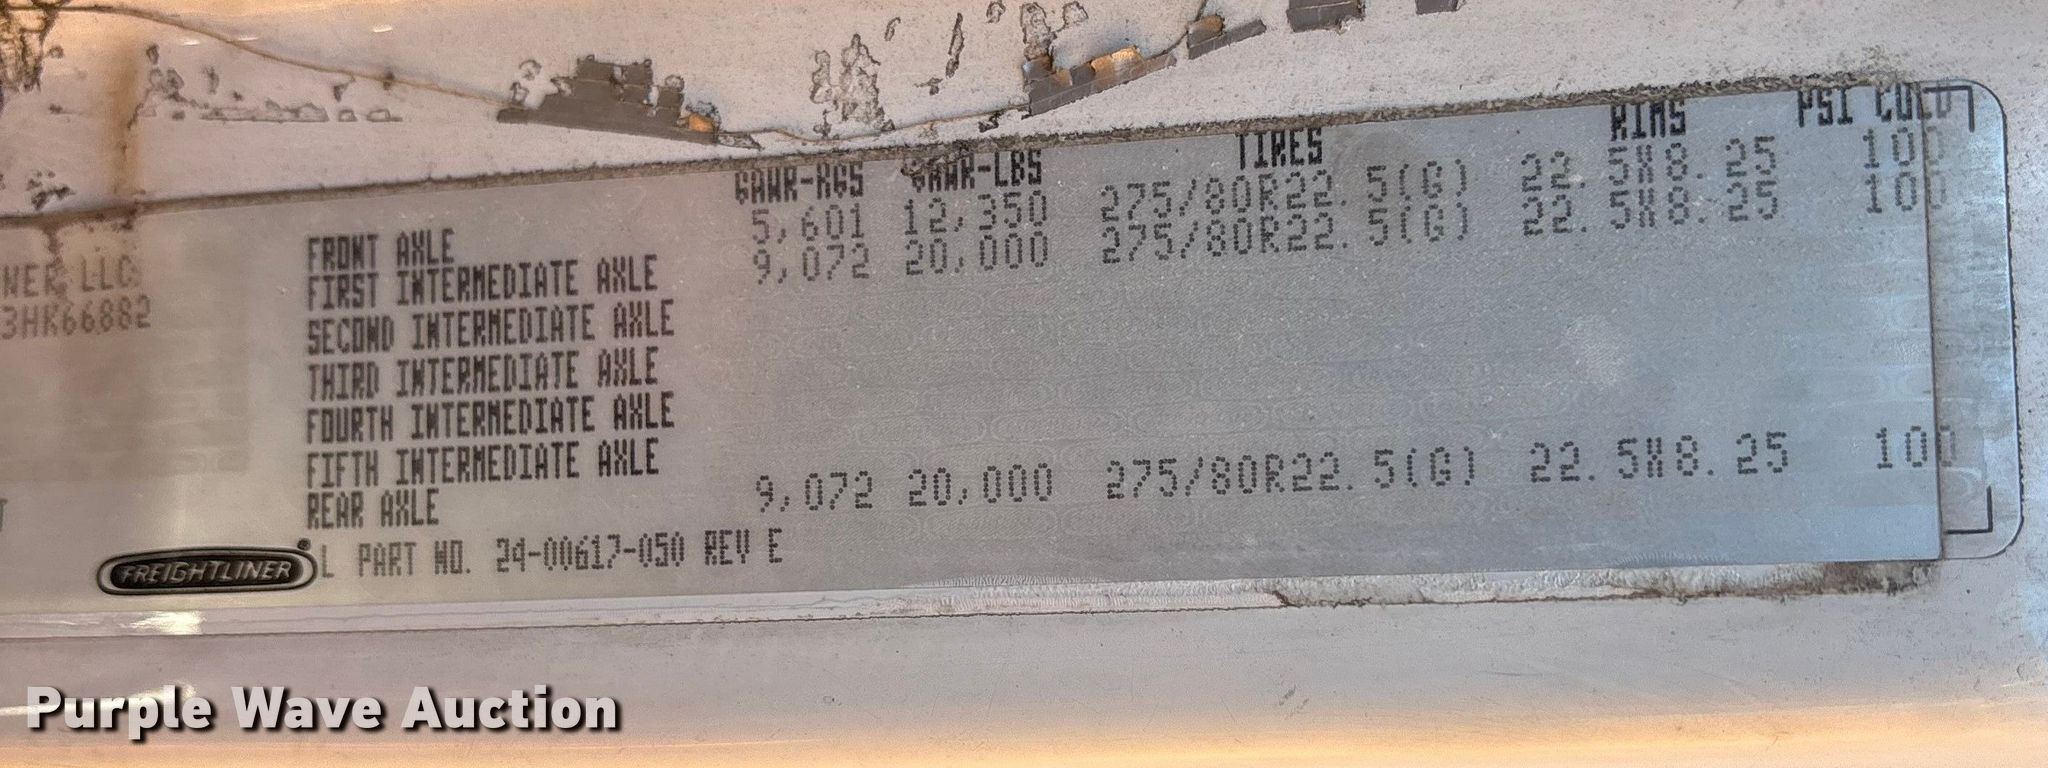 GAWR-KGS GAWR-LBS TIRES RIMS PSI COLD
FRONT AXLE 5,601 12,350 275/80R22.5(G) 22.5X8.25 100
FIRST INTERMEDIATE AXLE 9,072 20,000 275/80R22.5(G) 22.5X8.25 100
SECOND INTERMEDIATE AXLE
THIRD INTERMEDIATE AXLE
FOURTH INTERMEDIATE AXLE
FIFTH INTERMEDIATE AXLE
REAR AXLE 9,072 20,000 275/80R22.5(G) 22.5X8.25 100
L PART NO. 24-00617-050 REV E
NER LLC
3HK66882
T
FREIGHTLINER
Purple Wave Auction